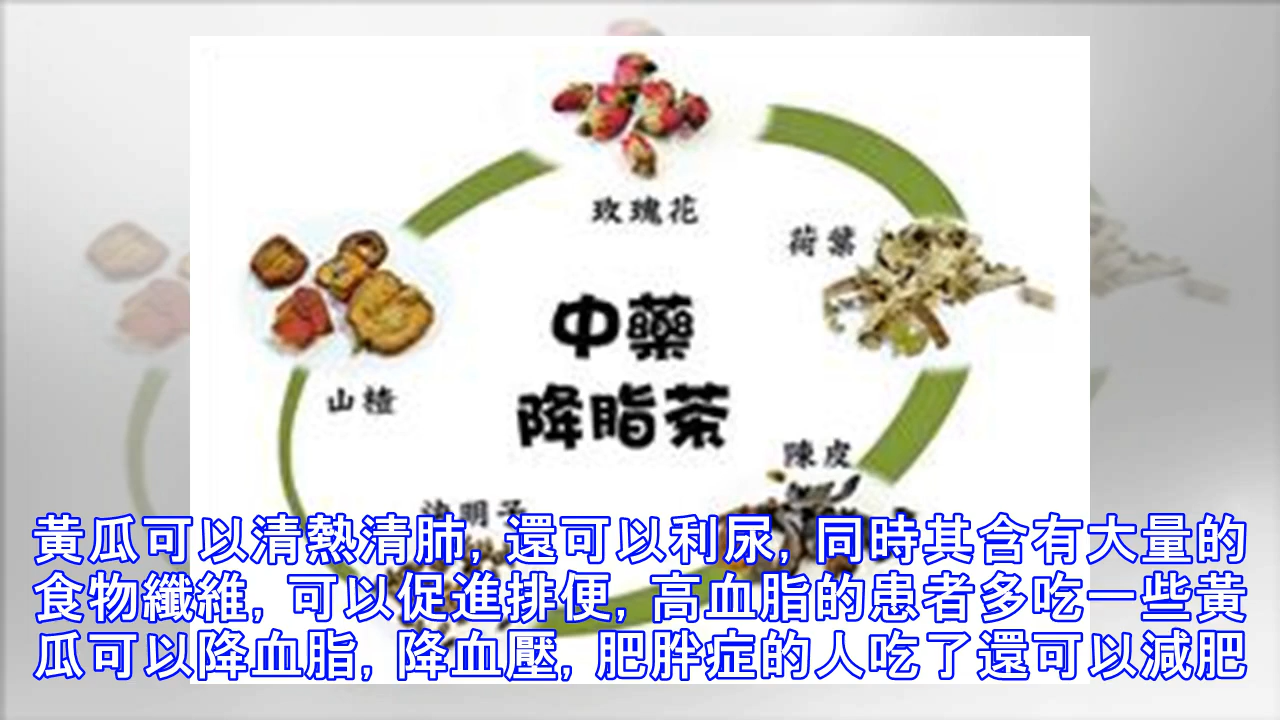 玫瑰花
荷葉
中藥
降脂茶
山楂
陳皮
決明子
黃瓜可以清熱清肺, 還可以利尿, 同時其含有大量的
食物纖維, 可以促進排便, 高血脂的患者多吃一些黃
瓜可以降血脂, 降血壓, 肥胖症的人吃了還可以減肥